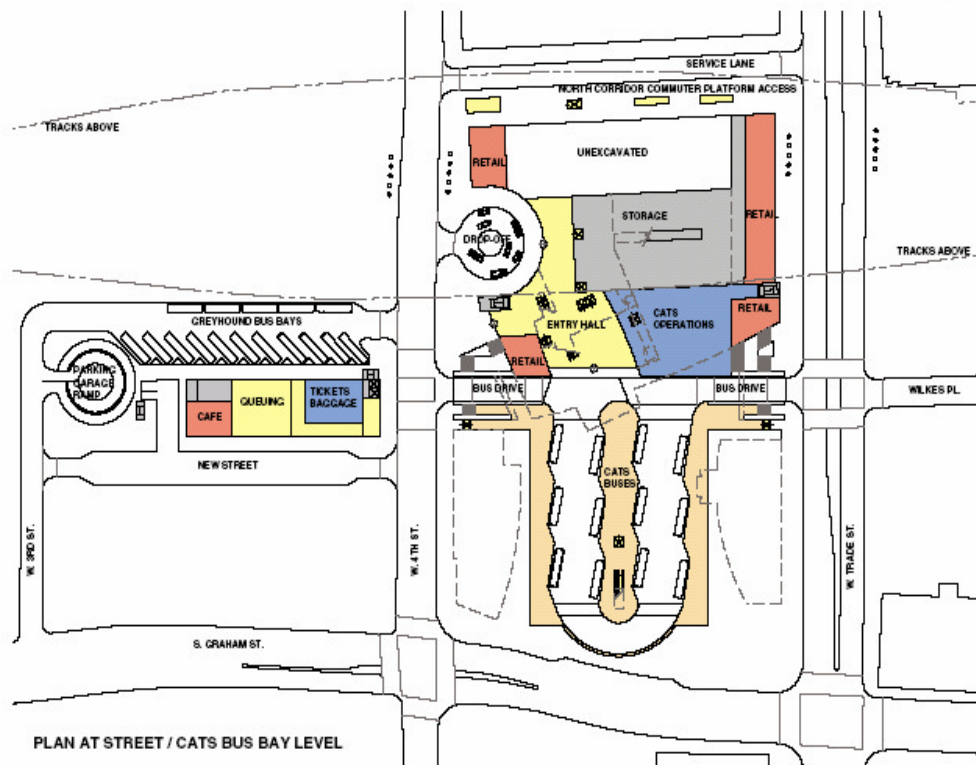 SERVICE LANE
NORTH CORRIDOR COMMUTER PLATFORM ACCESS
TRACKS ABOVE
UNEXCAVATED
RETAIL
STORAGE
RETAIL
DROP-OFF
TRACKS ABOVE
RETAIL
CATS
OPERATIONS
ENTRY HALL
GREYHOUND BUS BAYS
RETAIL
PARKING
GARAGE
RAMP
BUS DRIVE
BUS DRIVE
WILKES PL.
TICKETS
BAGGAGE
QUEUING
CAFE
NEW STREET
CATS
BUSES
W. 3RD ST.
W. 4TH ST.
W. TRADE ST.
S. GRAHAM ST.
PLAN AT STREET / CATS BUS BAY LEVEL